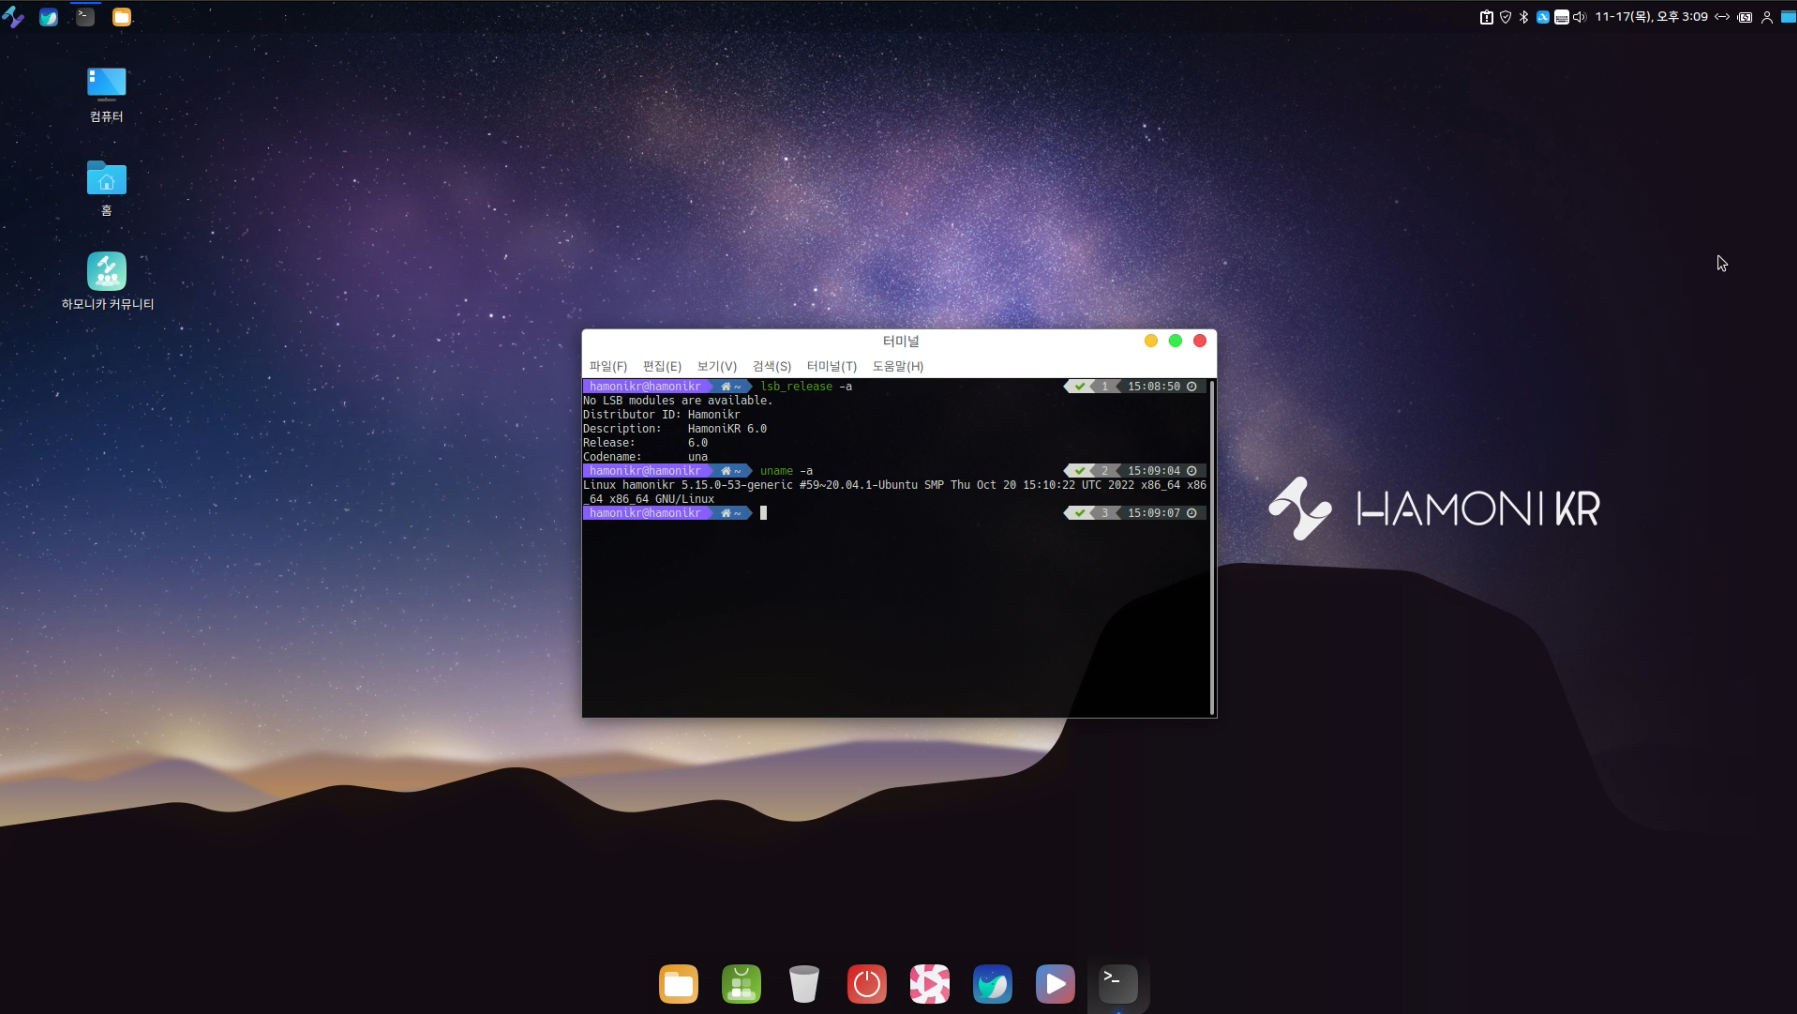 11-17(목), 오후 3:09
컴퓨터
홈
하모니카 커뮤니티
터미널
파일(F) 편집(E) 보기(V) 검색(S) 터미널(T) 도움말(H)
hamonikr@hamonikr ~ lsb_release -a ✔ 1 15:08:50
No LSB modules are available.
Distributor ID: Hamonikr
Description: HamoniKR 6.0
Release: 6.0
Codename: una
hamonikr@hamonikr ~ uname -a ✔ 2 15:09:04
Linux hamonikr 5.15.0-53-generic #59~20.04.1-Ubuntu SMP Thu Oct 20 15:10:22 UTC 2022 x86_64 x86
_64 x86_64 GNU/Linux
hamonikr@hamonikr ~ ✔ 3 15:09:07
HAMONIKR